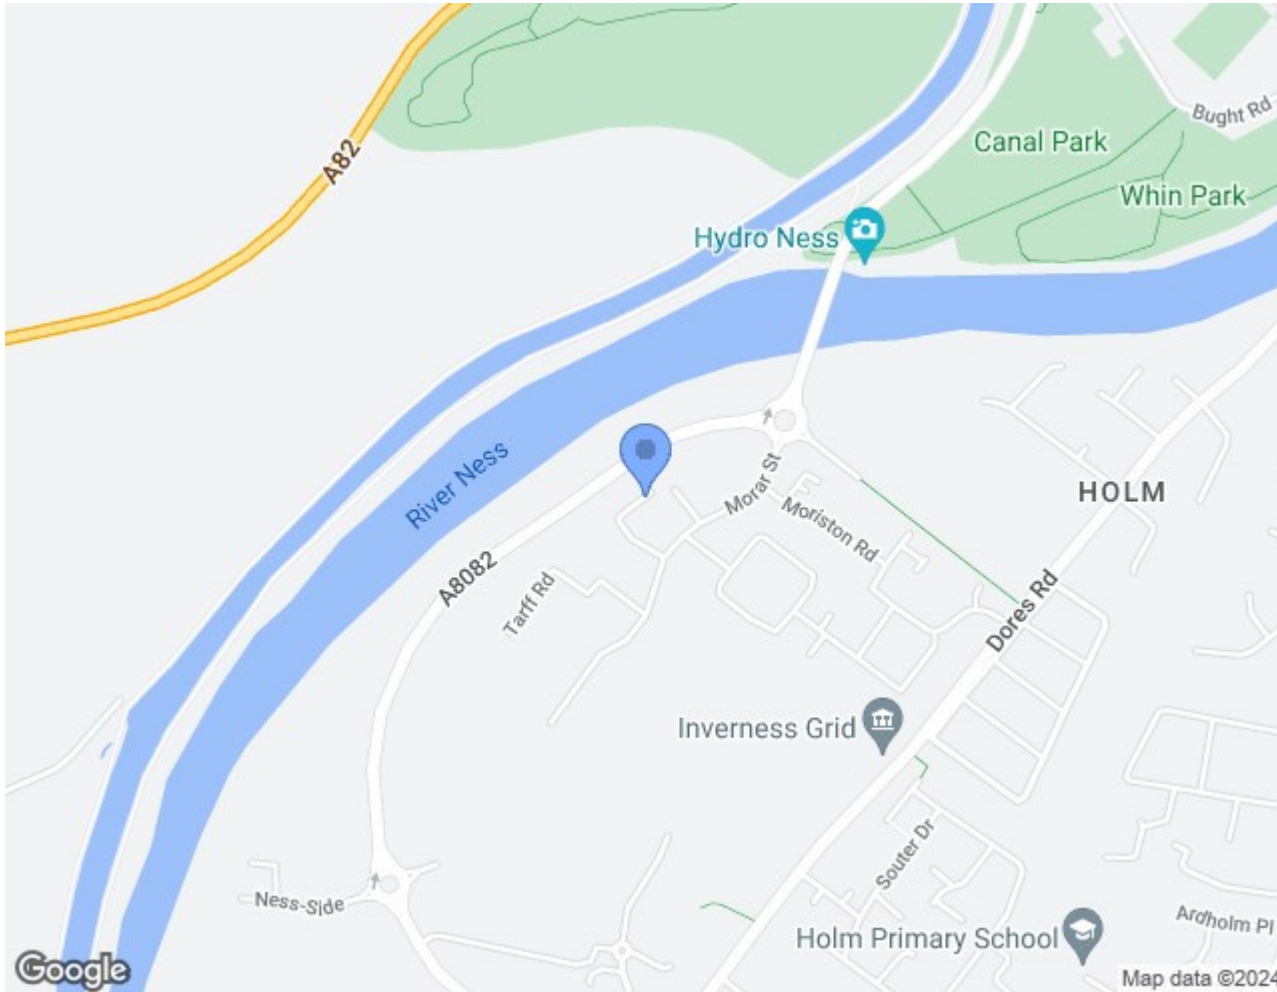 Bught Rd
Canal Park
A82
Whin Park
Hydro Ness
River Ness
Morar St
HOLM
Moriston Rd
A8082
Tarff Rd
Dores Rd
Inverness Grid
Souter Dr
Ness-Side
Ardholm Pl
Holm Primary School
Google
Map data ©2024